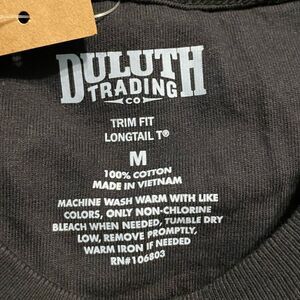 DULUTH
TRADING
CO
TRIM FIT
LONGTAIL T®
M
100% COTTON
MADE IN VIETNAM
MACHINE WASH WARM WITH LIKE
COLORS, ONLY NON-CHLORINE
BLEACH WHEN NEEDED, TUMBLE DRY
LOW, REMOVE PROMPTLY,
WARM IRON IF NEEDED
RN#106803